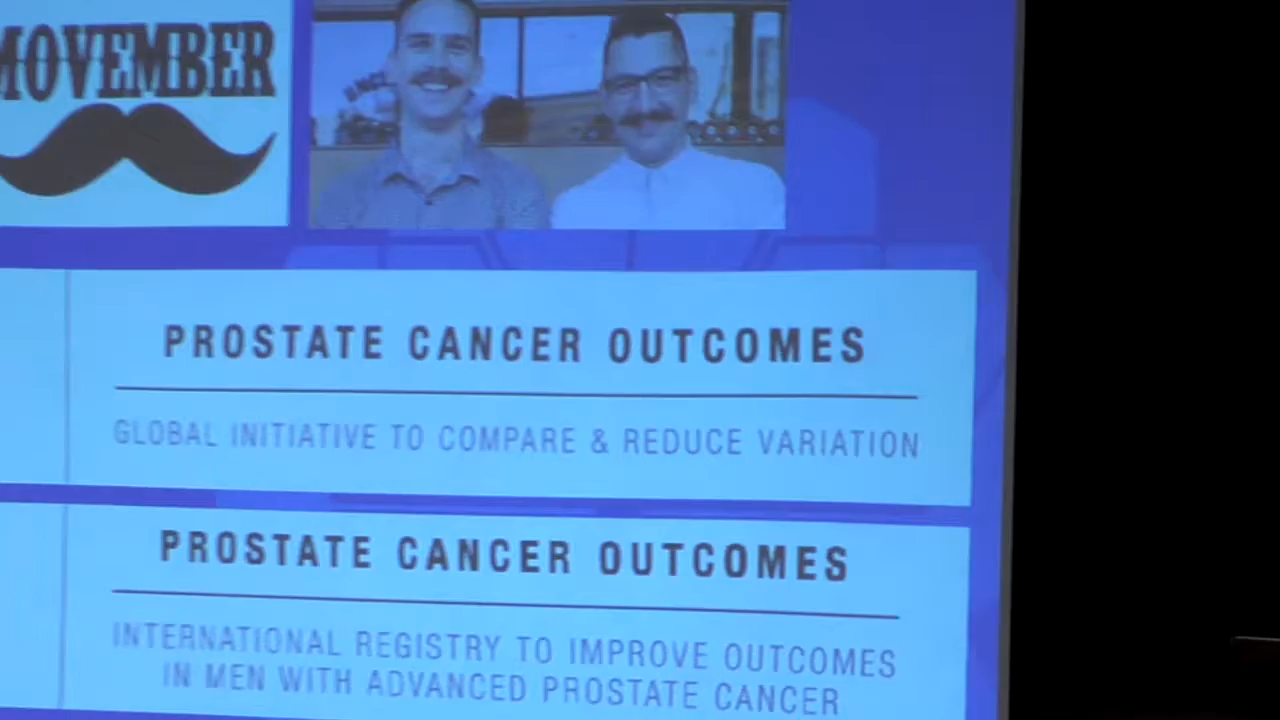 MOVEMBER
PROSTATE CANCER OUTCOMES
GLOBAL INITIATIVE TO COMPARE & REDUCE VARIATION
PROSTATE CANCER OUTCOMES
INTERNATIONAL REGISTRY TO IMPROVE OUTCOMES
IN MEN WITH ADVANCED PROSTATE CANCER